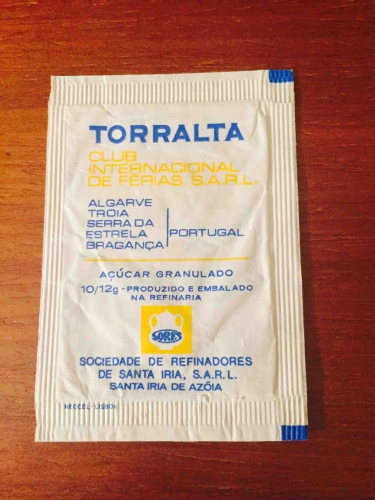 TORRALTA
CLUB
INTERNACIONAL
DE FÉRIAS, S.A.R.L.
ALGARVE
TROIA
SERRA DA
ESTRELA
BRAGANÇA
PORTUGAL
AÇÚCAR GRANULADO
10/12g - PRODUZIDO E EMBALADO
NA REFINARIA
SORES
SOCIEDADE DE REFINADORES
DE SANTA IRIA, S.A.R.L.
SANTA IRIA DE AZÓIA